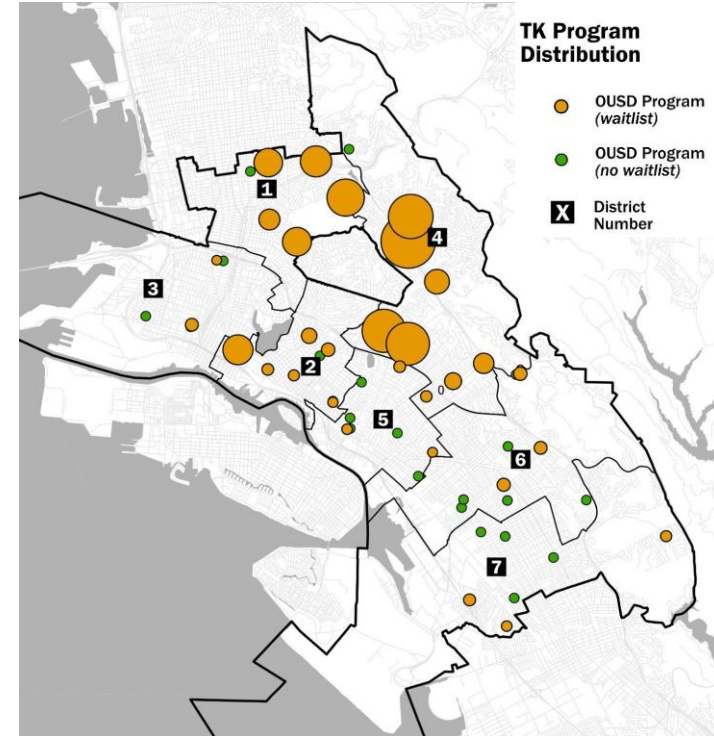 TK Program
Distribution
OUSD Program
(waitlist)
OUSD Program
(no waitlist)
X
District
Number
1
4
3
2
5
6
7